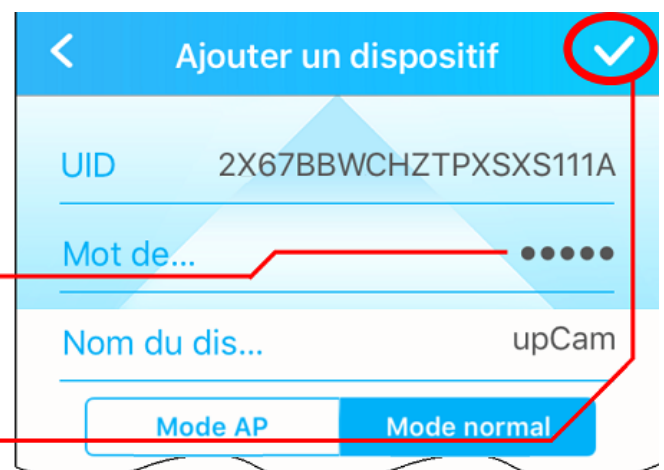 Ajouter un dispositif
UID 2X67BBWCHZTPXSXS111A
Mot de... •••••
Nom du dis... upCam
Mode AP Mode normal